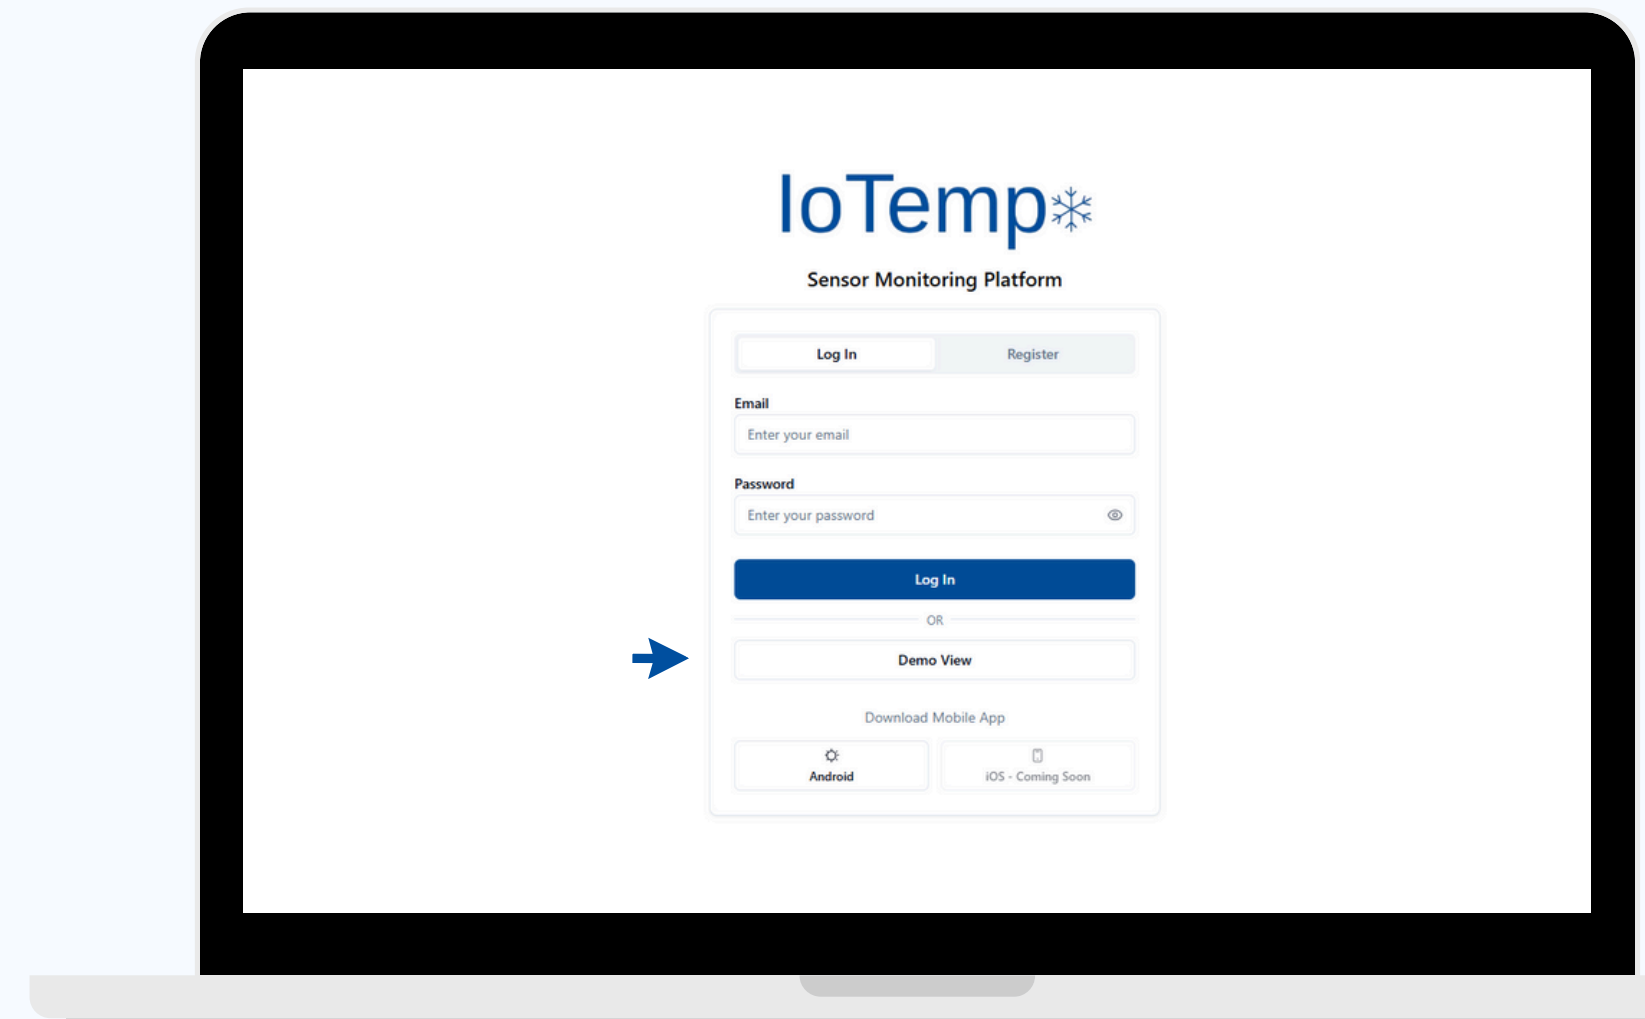 IoTemp
Sensor Monitoring Platform
Log In Register
Email
Enter your email
Password
Enter your password
Log In
OR
Demo View
Download Mobile App
Android iOS - Coming Soon